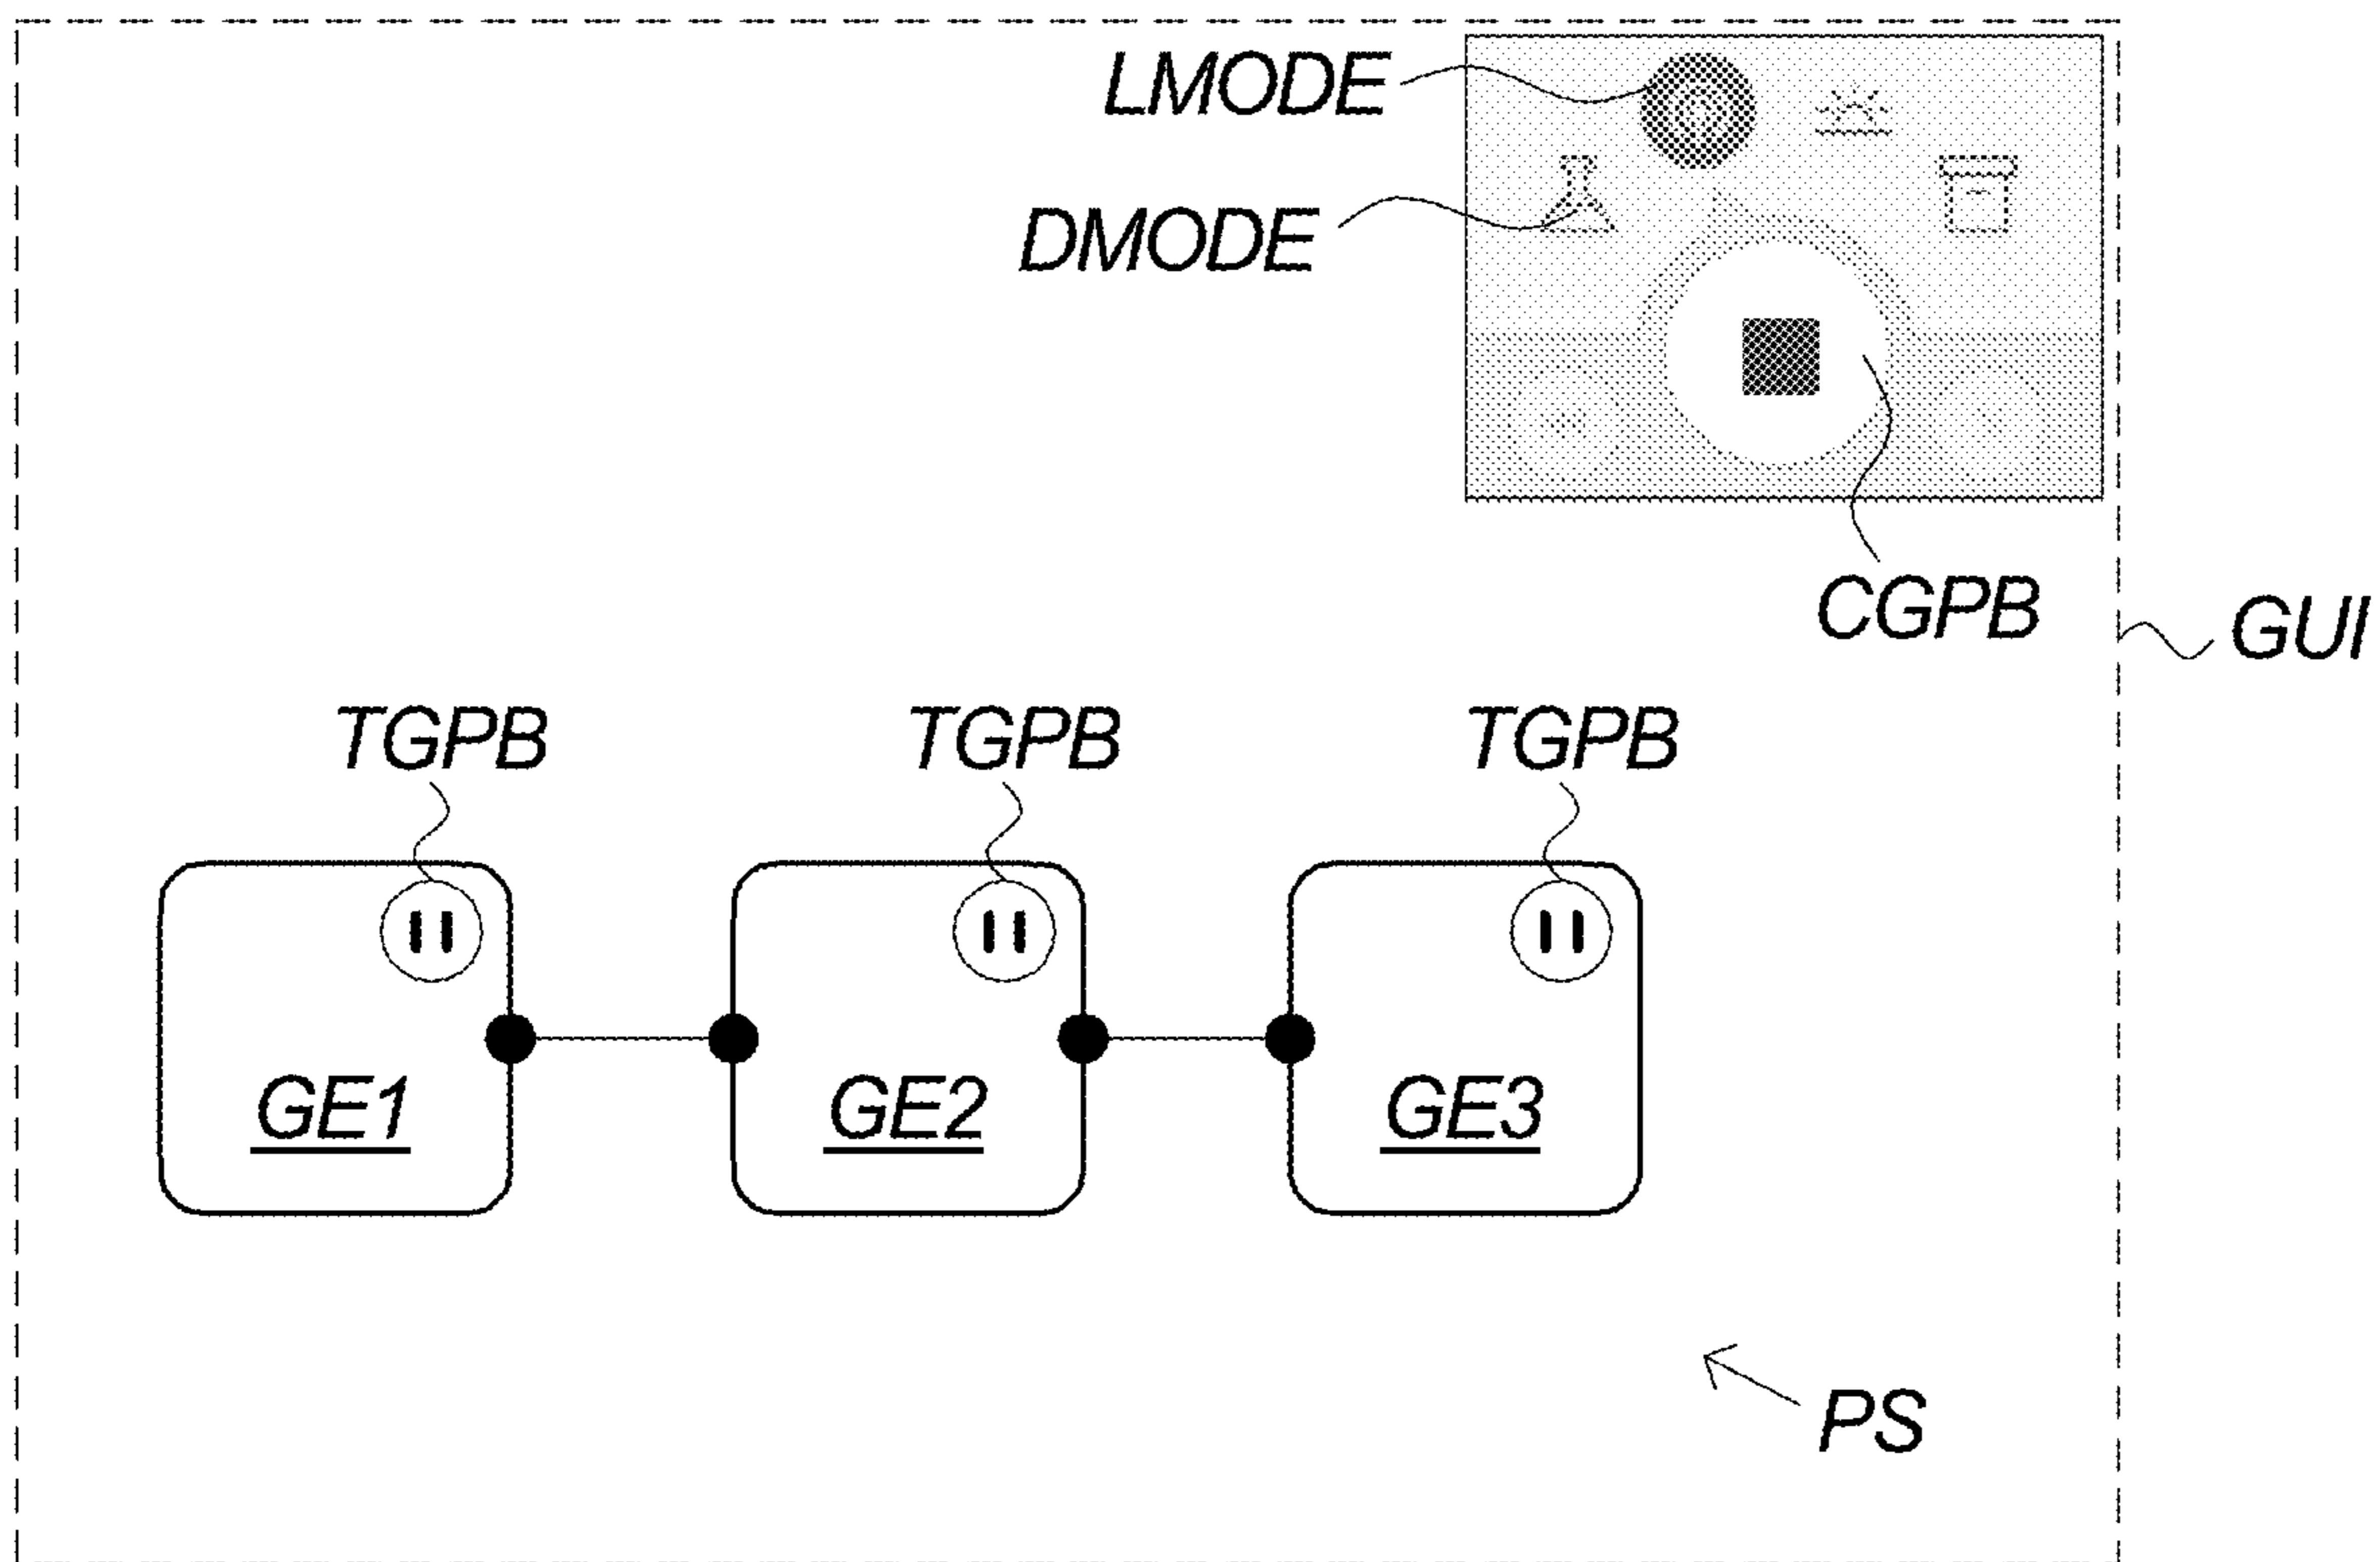 LMODE
DMODE
CGPB
GUI
TGPB TGPB TGPB
GE1 GE2 GE3
PS